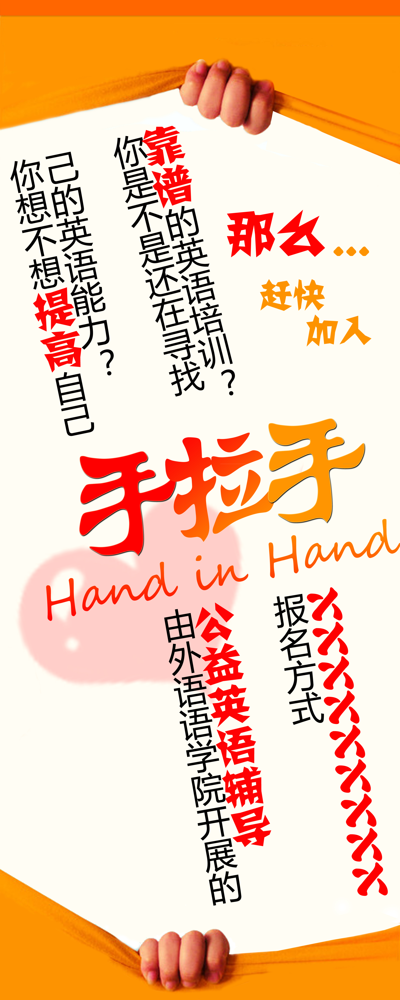 你想不想提高自己
己的英语能力？
你是不是还在寻找
靠谱的英语培训？
那么...
赶快
加入
手拉手
Hand in Hand
由外语语学院开展的
公益英语辅导
报名方式
XXXXXXXXX